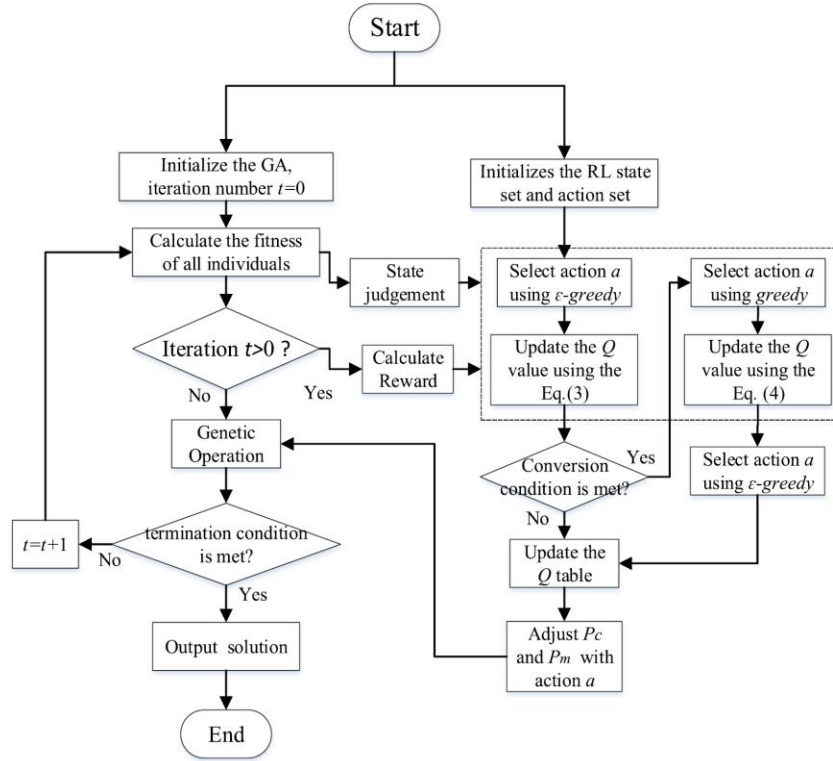 Start
Initialize the GA,
iteration number t=0
Initializes the RL state
set and action set
Calculate the fitness
of all individuals
State
judgement
Select action a
using ε-greedy
Select action a
using greedy
Iteration t>0 ?
Yes
No
Calculate
Reward
Update the Q
value using the
Eq.(3)
Update the Q
value using the
Eq. (4)
Genetic
Operation
Conversion
condition is met?
Yes
No
Select action a
using ε-greedy
t=t+1
No
termination condition
is met?
Yes
Update the
Q table
Output solution
Adjust Pc
and Pm with
action a
End